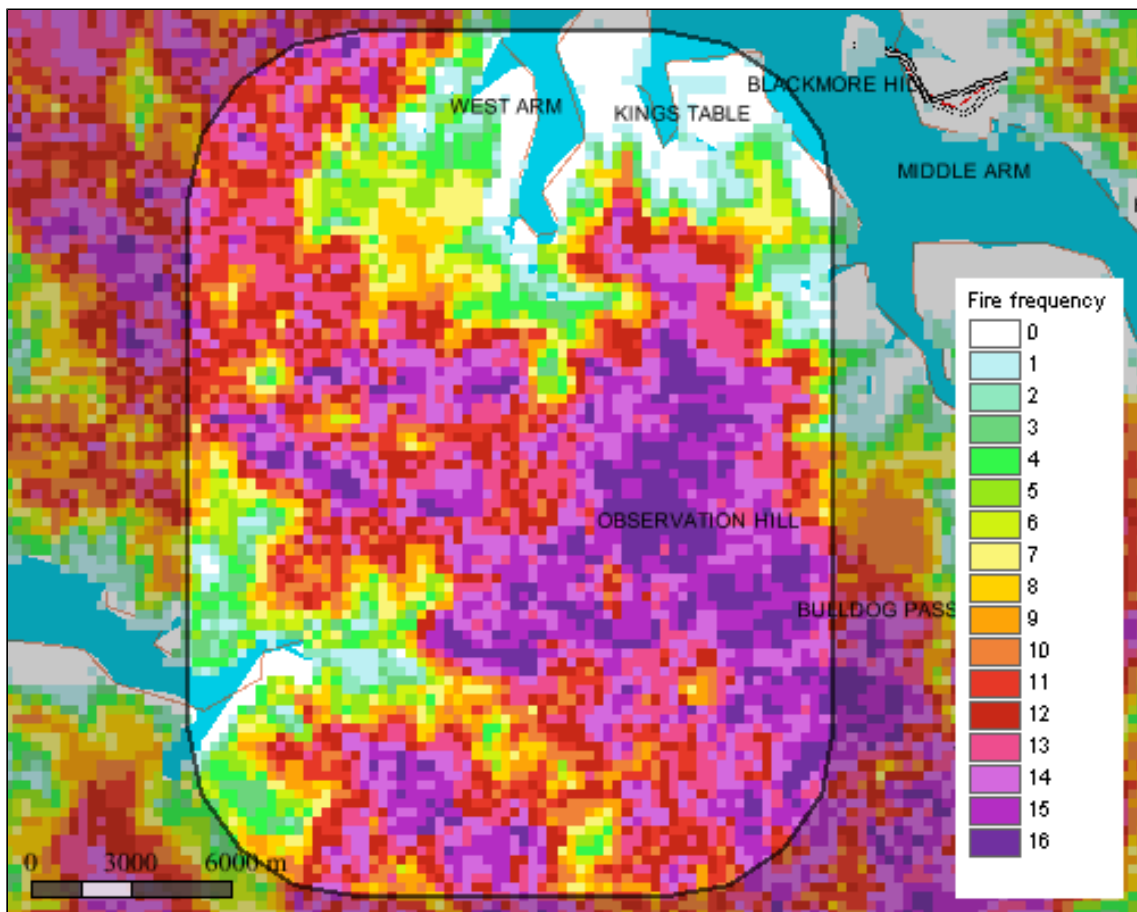 BLACKMORE HIL
WEST ARM
KINGS TABLE
MIDDLE ARM
Fire frequency
0
1
2
3
4
5
6
7
8
9
10
11
12
13
14
15
16
OBSERVATION HILL
BULLDOG PASS
0 3000 6000 m